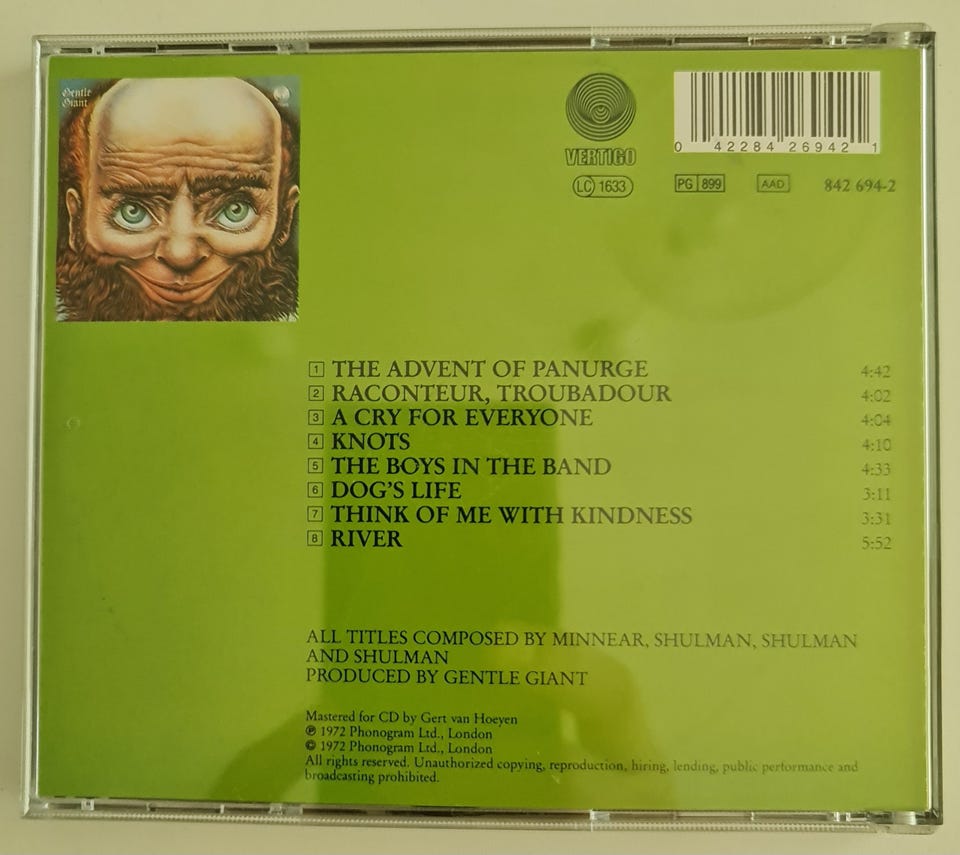 Gentle
Giant
VERTIGO
LC 1633
PG 899
AAD
842 694-2
0 42284 26942 1
1 THE ADVENT OF PANURGE 4:42
2 RACONTEUR, TROUBADOUR 4:02
3 A CRY FOR EVERYONE 4:04
4 KNOTS 4:10
5 THE BOYS IN THE BAND 4:33
6 DOG'S LIFE 3:11
7 THINK OF ME WITH KINDNESS 3:31
8 RIVER 5:52
ALL TITLES COMPOSED BY MINNEAR, SHULMAN, SHULMAN
AND SHULMAN
PRODUCED BY GENTLE GIANT
Mastered for CD by Gert van Hoeyen
℗ 1972 Phonogram Ltd., London
© 1972 Phonogram Ltd., London
All rights reserved. Unauthorized copying, reproduction, hiring, lending, public performance and
broadcasting prohibited.